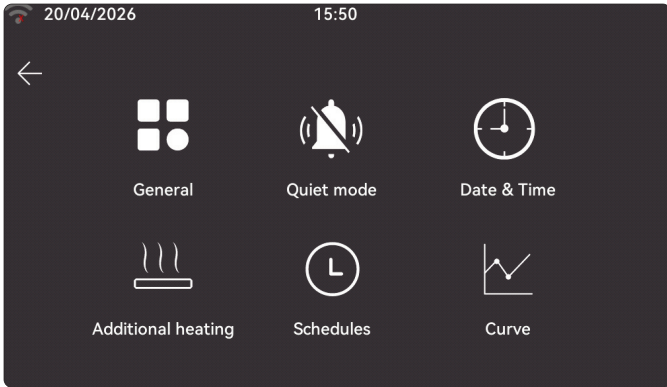 20/04/2026 15:50
General Quiet mode Date & Time
Additional heating Schedules Curve